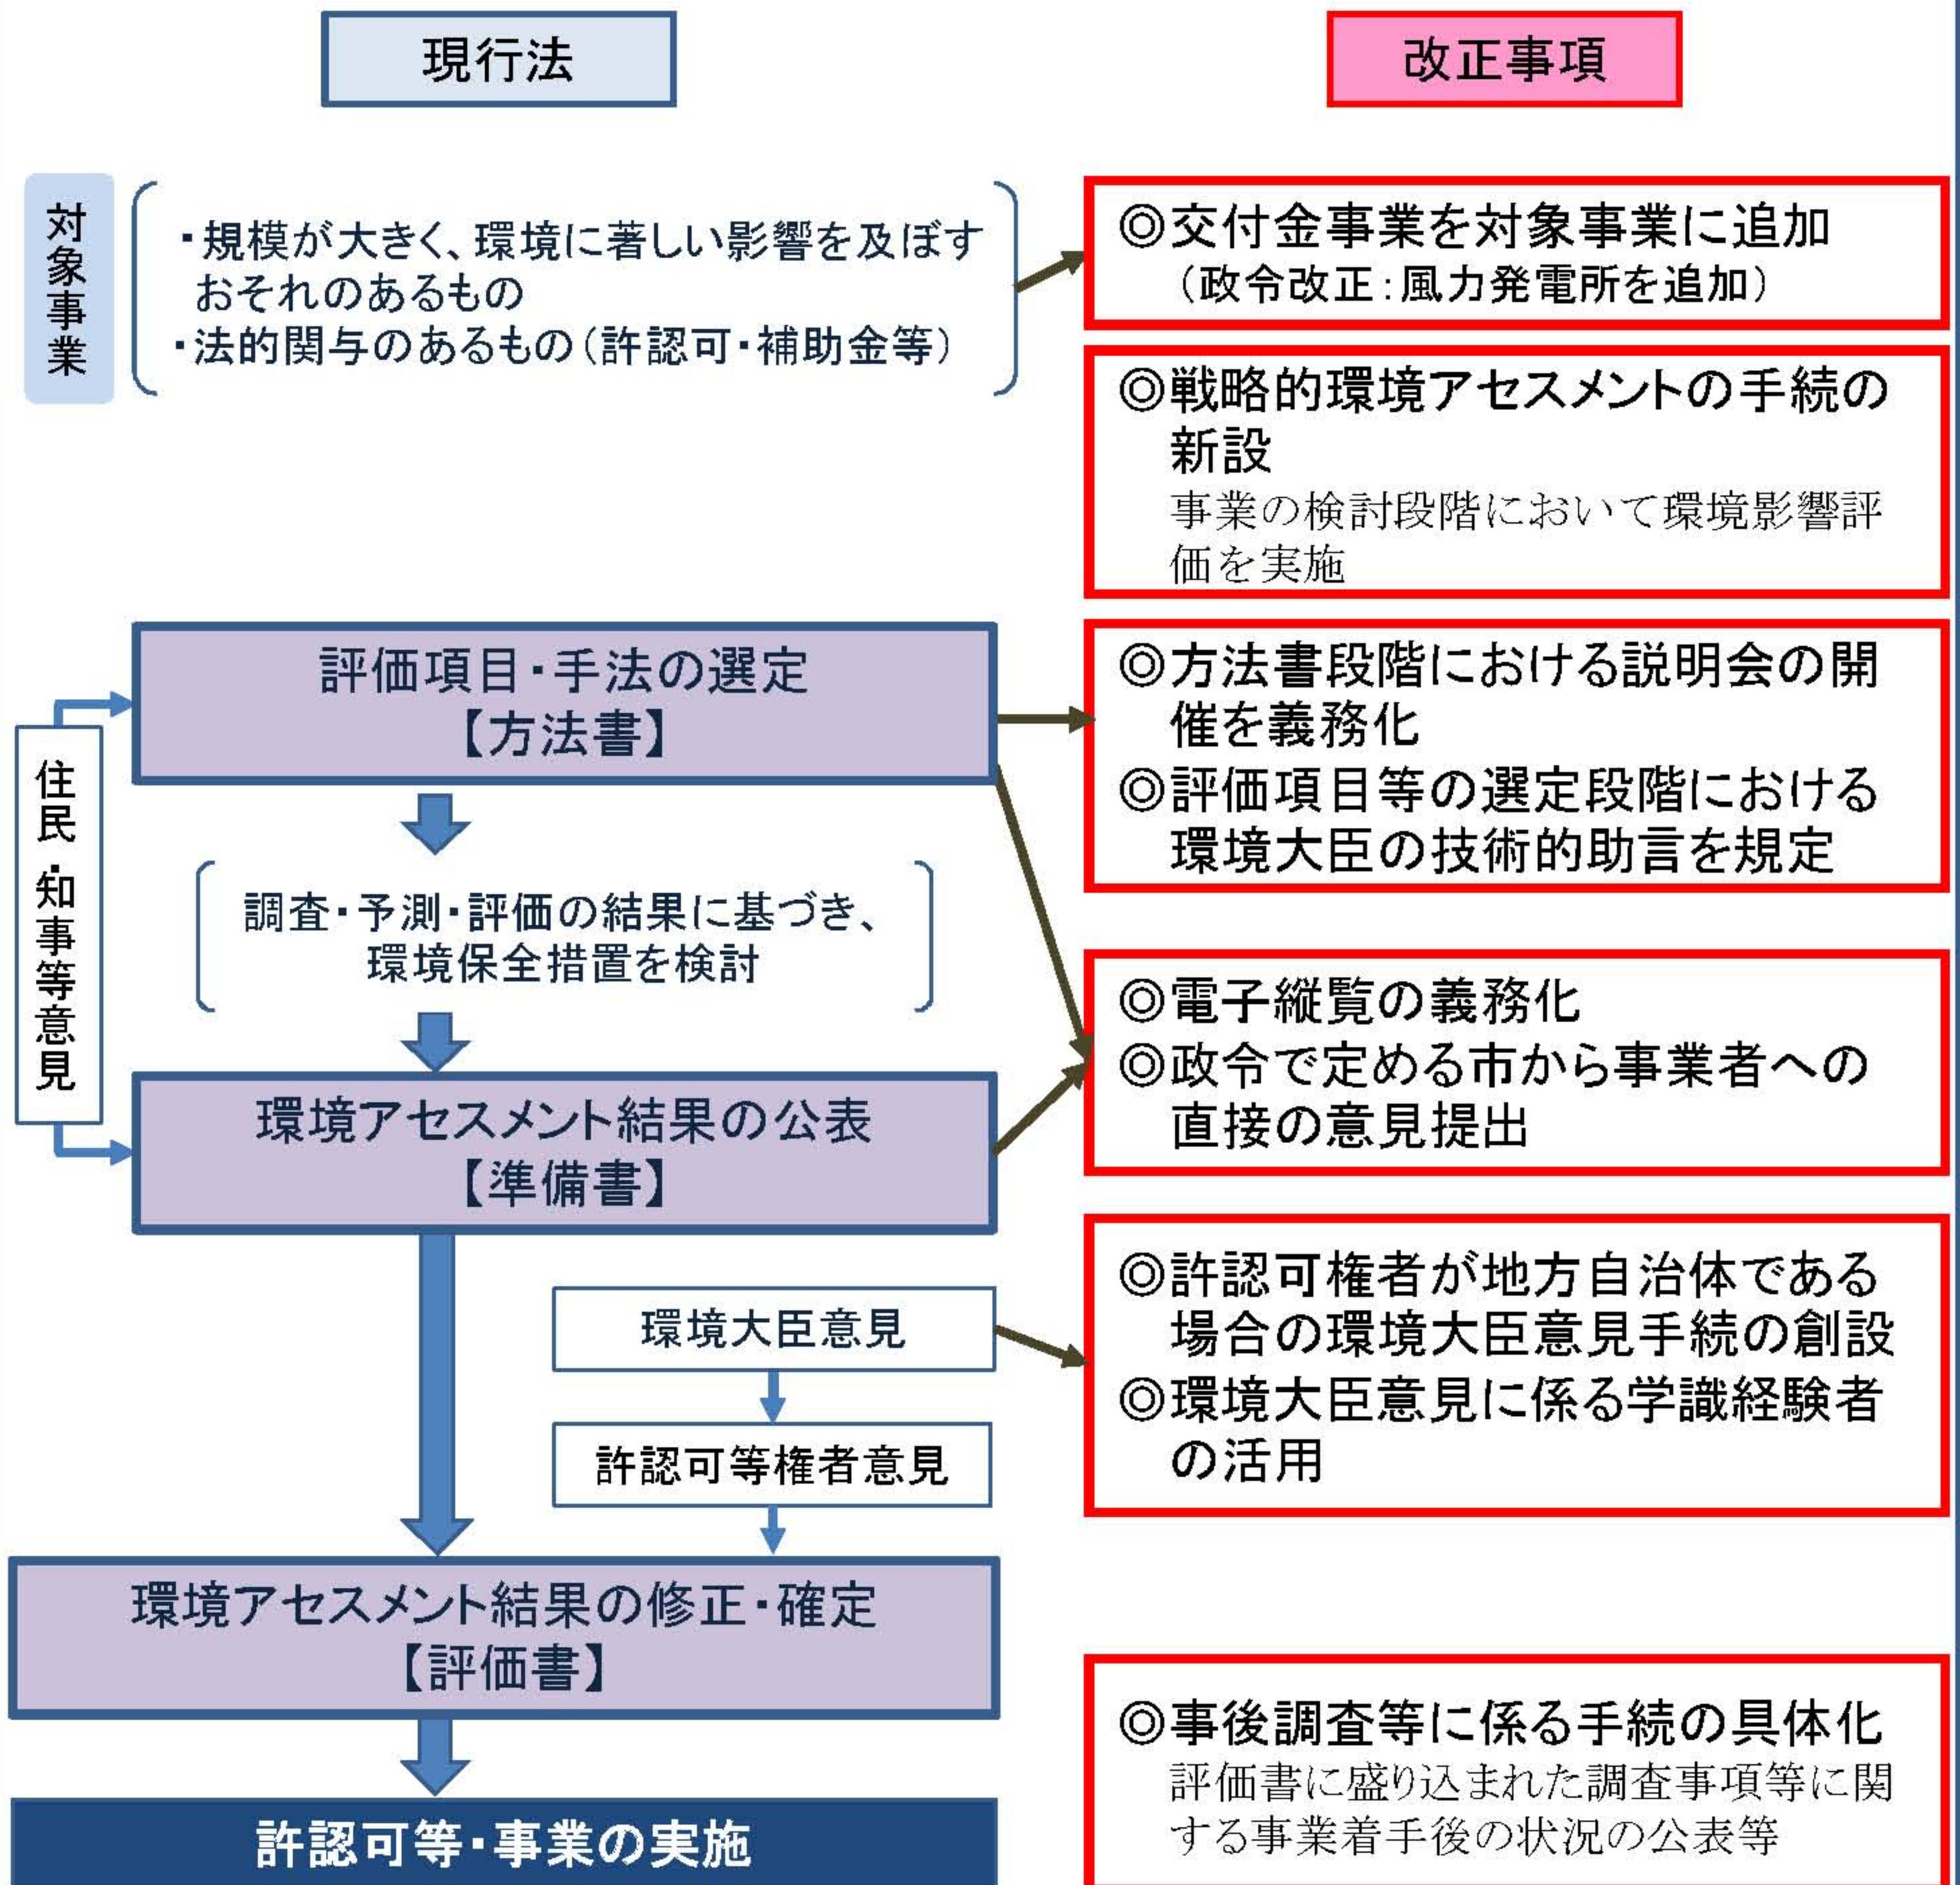 現行法
改正事項
対象事業
・規模が大きく、環境に著しい影響を及ぼす
おそれのあるもの
・法的関与のあるもの（許認可・補助金等）
◎交付金事業を対象事業に追加
（政令改正：風力発電所を追加）
◎戦略的環境アセスメントの手続の
新設
事業の検討段階において環境影響評
価を実施
評価項目・手法の選定
【方法書】
◎方法書段階における説明会の開
催を義務化
◎評価項目等の選定段階における
環境大臣の技術的助言を規定
住民・知事等意見
調査・予測・評価の結果に基づき、
環境保全措置を検討
◎電子縦覧の義務化
◎政令で定める市から事業者への
直接の意見提出
環境アセスメント結果の公表
【準備書】
環境大臣意見
許認可等権者意見
◎許認可権者が地方自治体である
場合の環境大臣意見手続の創設
◎環境大臣意見に係る学識経験者
の活用
環境アセスメント結果の修正・確定
【評価書】
◎事後調査等に係る手続の具体化
評価書に盛り込まれた調査事項等に関
する事業着手後の状況の公表等
許認可等・事業の実施